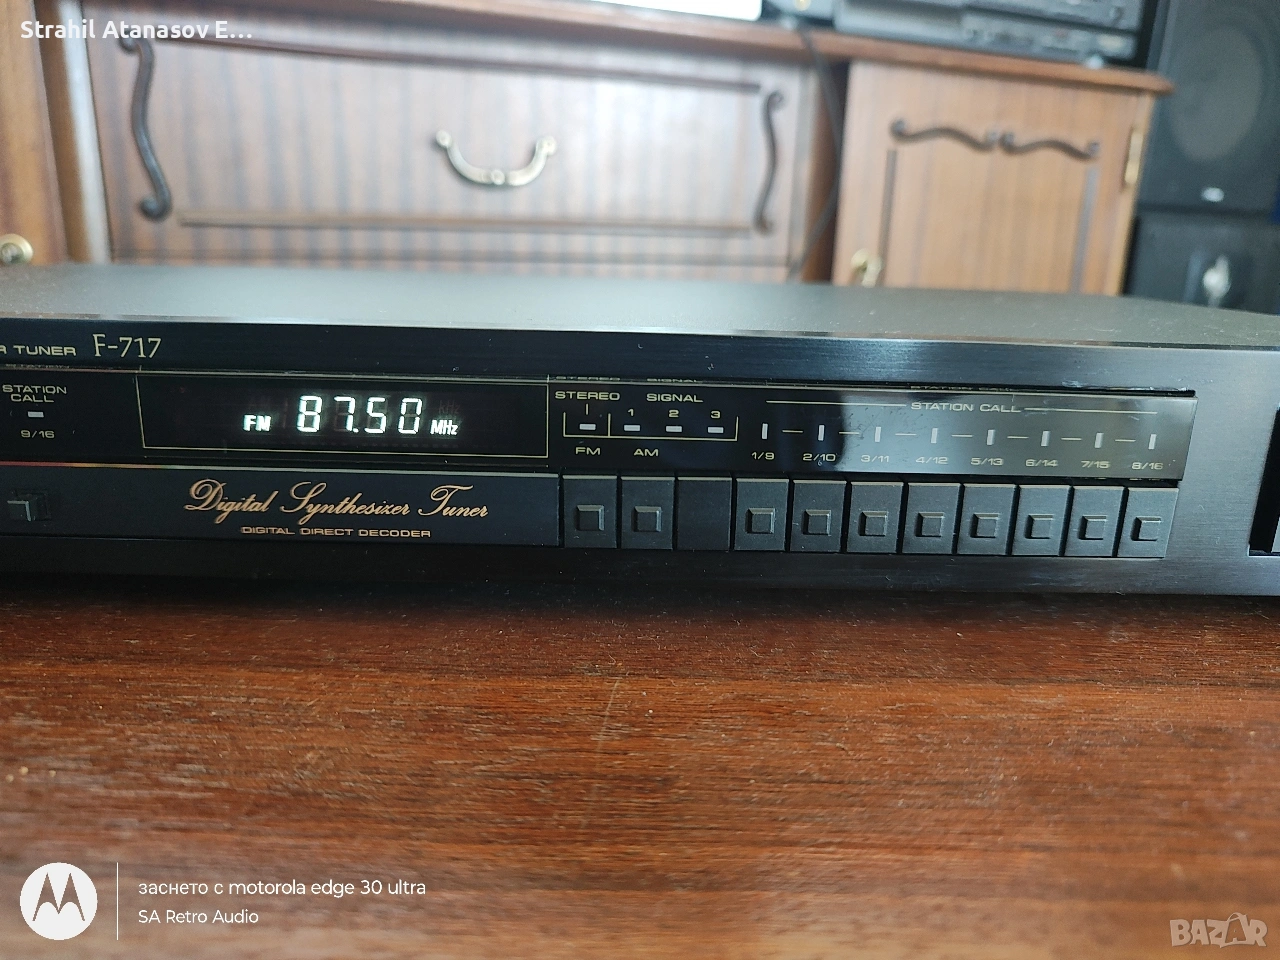 Strahil Atanasov E...
R TUNER F-717
STATION
CALL
9/16
FM 87.50 MHz
STEREO SIGNAL
1 2 3
FM AM
STATION CALL
1/9 2/10 3/11 4/12 5/13 6/14 7/15 8/16
Digital Synthesizer Tuner
DIGITAL DIRECT DECODER
заснето с motorola edge 30 ultra
SA Retro Audio
BAZAR